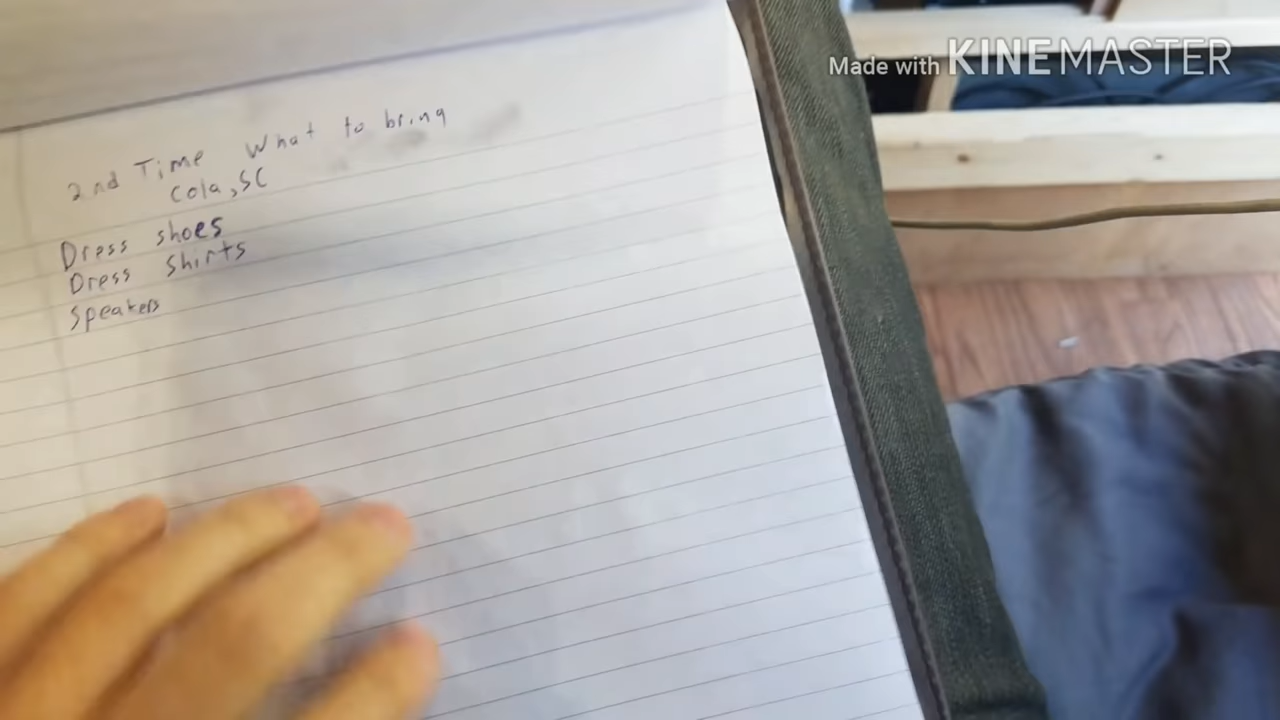 Made with KINEMASTER
2nd Time What to bring
Cola, SC
Dress shoes
Dress shirts
Speakers